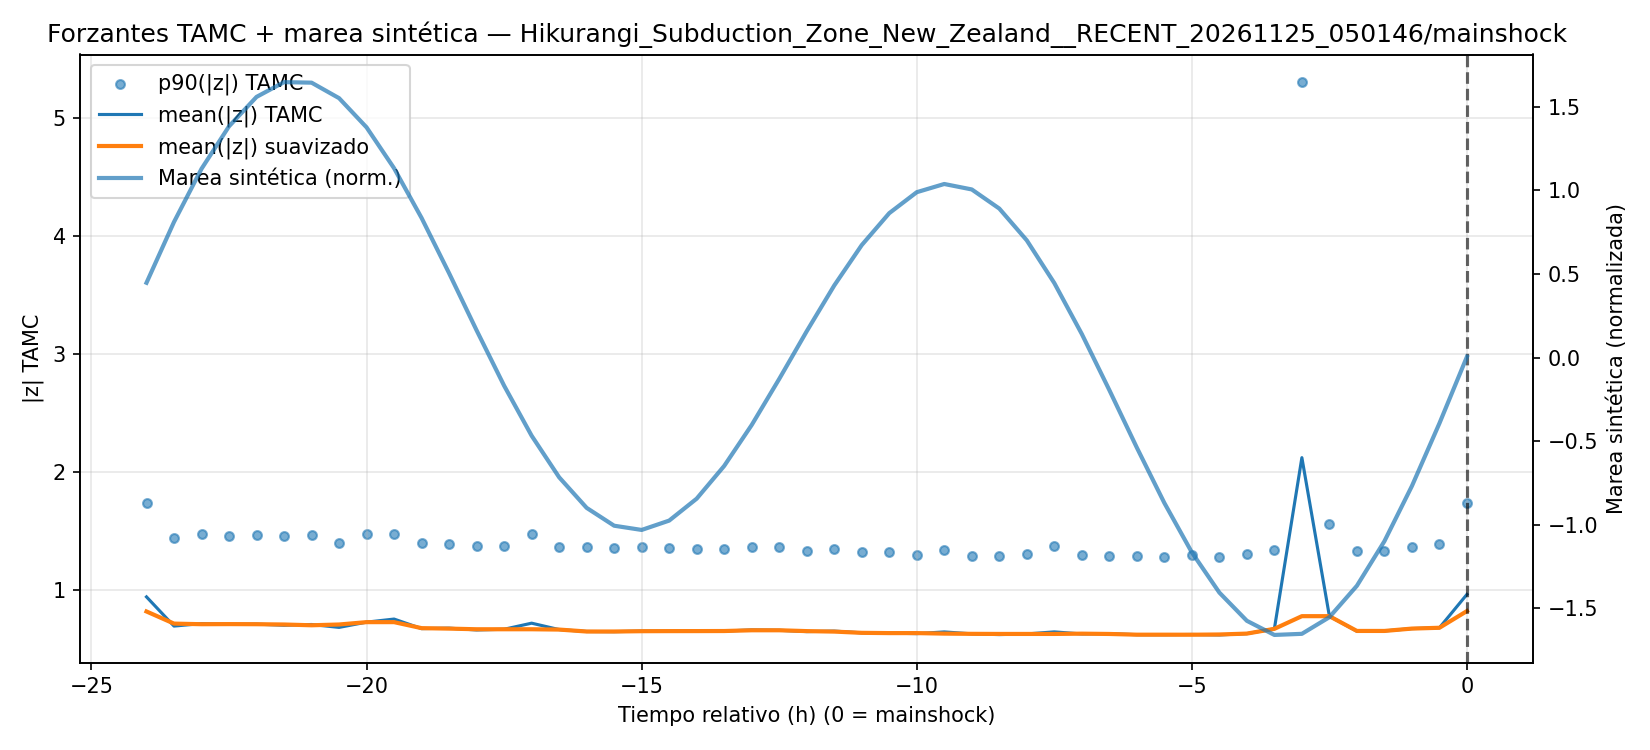 Forzantes TAMC + marea sintética — Hikurangi_Subduction_Zone_New_Zealand__RECENT_20261125_050146/mainshock
p90(|z|) TAMC
mean(|z|) TAMC
mean(|z|) suavizado
Marea sintética (norm.)
|z| TAMC
5
4
3
2
1
1.5
1.0
0.5
0.0
−0.5
−1.0
−1.5
Marea sintética (normalizada)
−25
−20
−15
−10
−5
0
Tiempo relativo (h) (0 = mainshock)